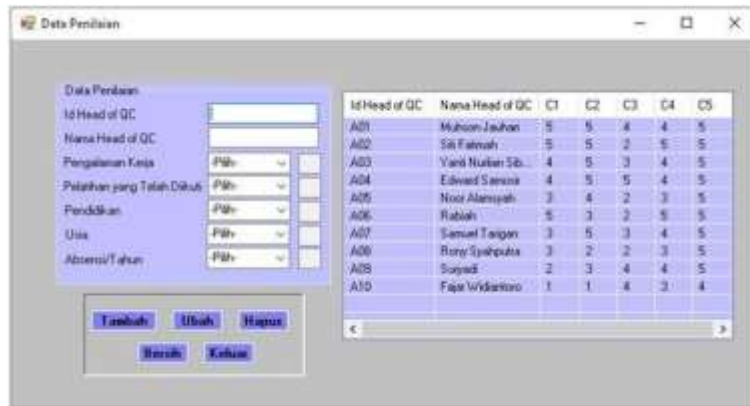 Data Penilaian
Data Penilaian
Id Head of QC
Nama Head of QC
Pengalaman Kerja -Pilih-
Pelatihan yang Telah Diikuti -Pilih-
Pendidikan -Pilih-
Usia -Pilih-
Absensi/Tahun -Pilih-
Tambah Ubah Hapus
Bersih Keluar
Id Head of QC Nama Head of QC C1 C2 C3 C4 C5
A01 Muhson Jauhari 5 5 4 4 5
A02 Siti Fatimah 5 5 2 5 5
A03 Yanti Nurlian Sib... 4 5 3 4 5
A04 Edward Samosir 4 5 5 4 5
A05 Noor Alamsyah 3 4 2 3 5
A06 Rabiah 5 3 2 5 5
A07 Samuel Tarigan 3 5 3 4 5
A08 Rony Syahputra 3 2 2 3 5
A09 Suryadi 2 3 4 4 5
A10 Fajar Widiantoro 1 1 4 3 4